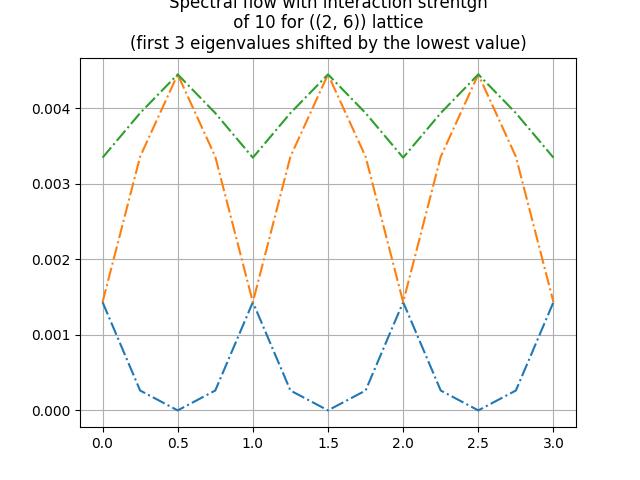 Spectral flow with interaction strength
of 10 for ((2, 6)) lattice
(first 3 eigenvalues shifted by the lowest value)
0.004
0.003
0.002
0.001
0.000
0.0 0.5 1.0 1.5 2.0 2.5 3.0